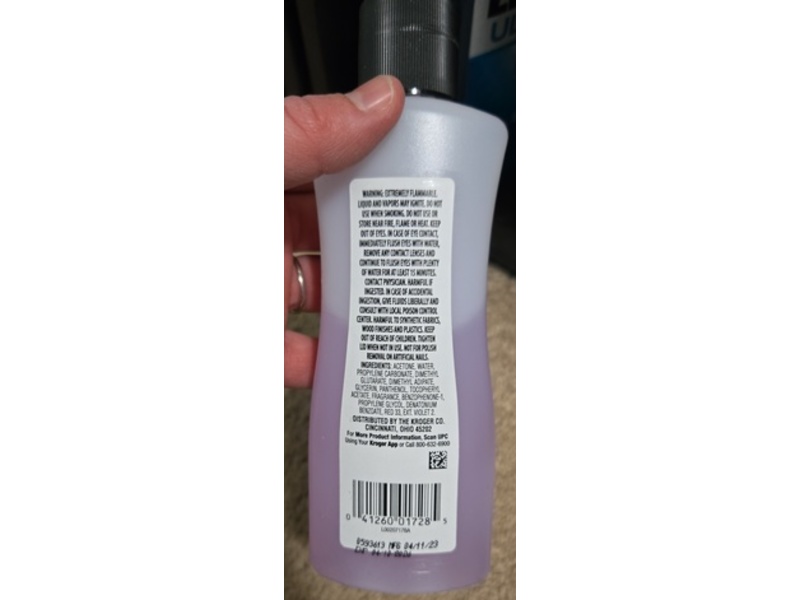 WARNING: EXTREMELY FLAMMABLE.
LIQUID AND VAPORS MAY IGNITE. DO NOT
USE WHEN SMOKING. DO NOT USE OR
STORE NEAR FIRE, FLAME OR HEAT. KEEP
OUT OF EYES. IN CASE OF EYE CONTACT,
IMMEDIATELY FLUSH EYES WITH WATER,
REMOVE ANY CONTACT LENSES AND
CONTINUE TO FLUSH EYES WITH PLENTY
OF WATER FOR AT LEAST 15 MINUTES.
CONTACT PHYSICIAN. HARMFUL IF
INGESTED. IN CASE OF ACCIDENTAL
INGESTION, GIVE FLUIDS LIBERALLY AND
CONSULT WITH LOCAL POISON CONTROL
CENTER. HARMFUL TO SYNTHETIC FABRICS,
WOOD FINISHES AND PLASTICS. KEEP
OUT OF REACH OF CHILDREN. TIGHTEN
LID WHEN NOT IN USE. NOT FOR POLISH
REMOVAL ON ARTIFICIAL NAILS.
INGREDIENTS: ACETONE, WATER,
PROPYLENE CARBONATE, DIMETHYL
GLUTARATE, DIMETHYL ADIPATE,
GLYCERIN, PANTHENOL, TOCOPHERYL
ACETATE, FRAGRANCE, BENZOPHENONE-1,
PROPYLENE GLYCOL, DENATONIUM
BENZOATE, RED 33, EXT. VIOLET 2.
DISTRIBUTED BY THE KROGER CO.
CINCINNATI, OHIO 45202
For More Product Information, Scan UPC
Using Your Kroger App or Call 800-632-6900
0 41260 01728 5
0593613 MFG 04/11/23